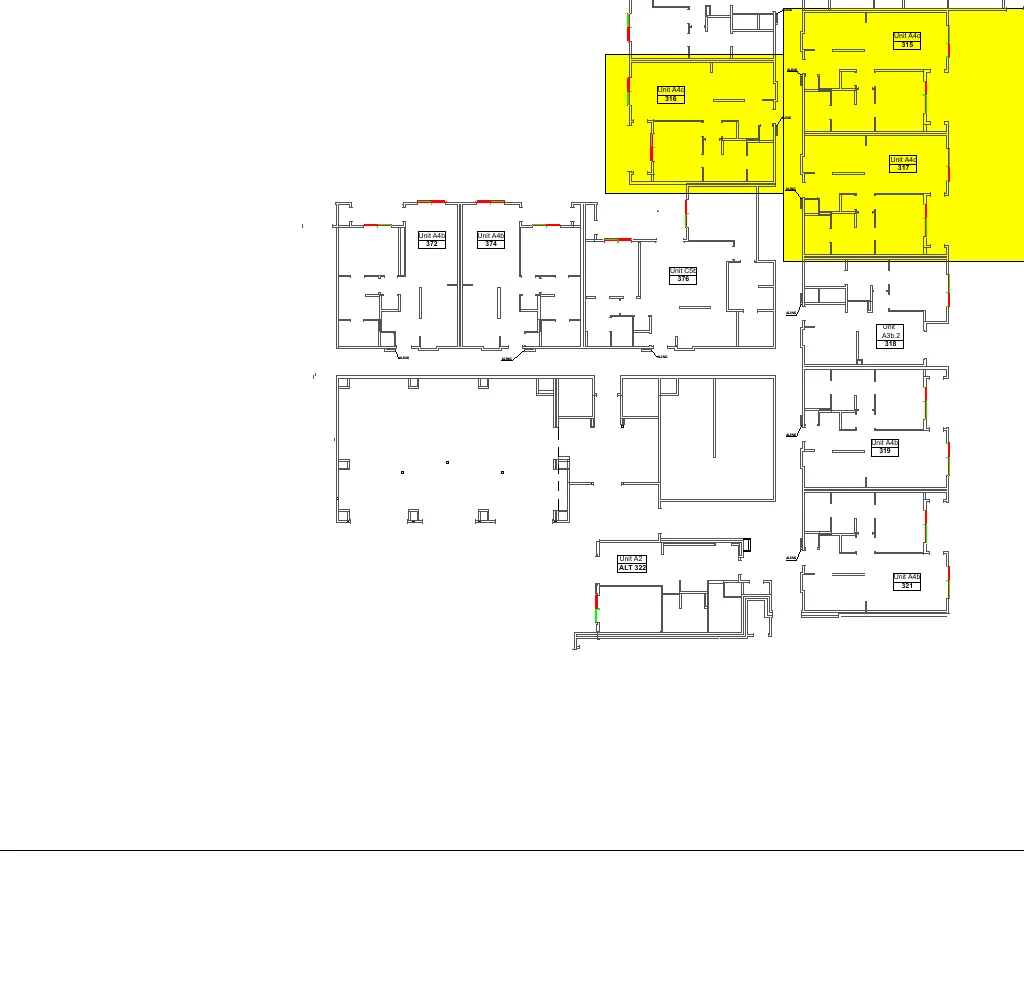 Unit A4c
315
Unit A4c
316
Unit A4c
317
Unit A4b
372
Unit A4b
374
Unit C5b
376
Unit
A3b.2
318
Unit A4b
319
Unit A2
ALT 322
Unit A4b
321